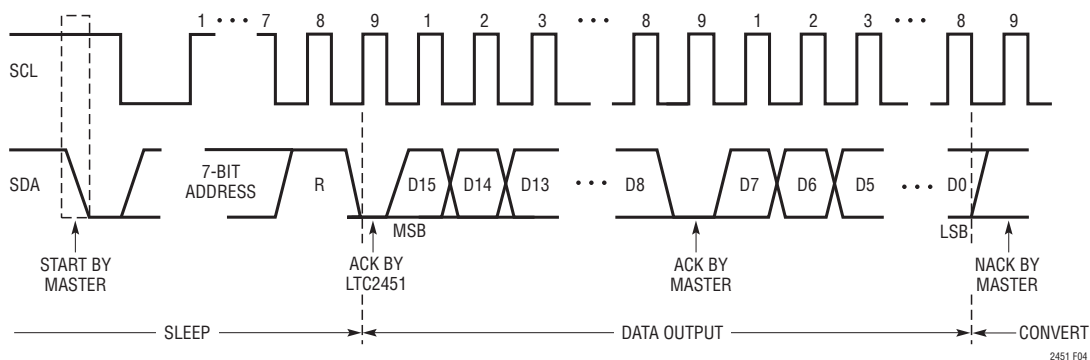 1 ••• 7 8 9 1 2 3 ••• 8 9 1 2 3 ••• 8 9
SCL
SDA
7-BIT
ADDRESS
R D15 D14 D13 ••• D8 D7 D6 D5 ••• D0
MSB LSB
START BY
MASTER
ACK BY
LTC2451
ACK BY
MASTER
NACK BY
MASTER
SLEEP DATA OUTPUT CONVERT
2451 F04